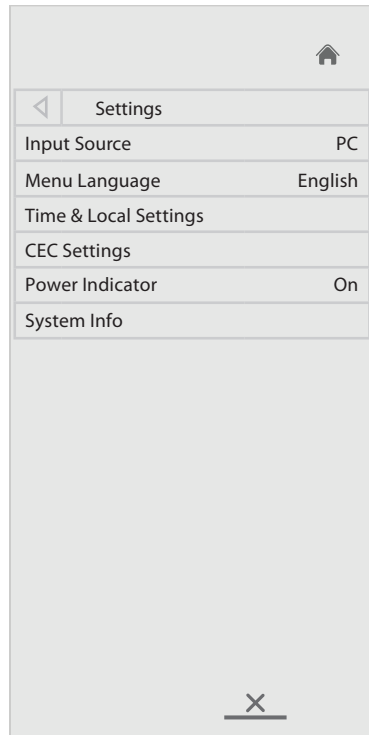 Settings
Input Source PC
Menu Language English
Time & Local Settings
CEC Settings
Power Indicator On
System Info